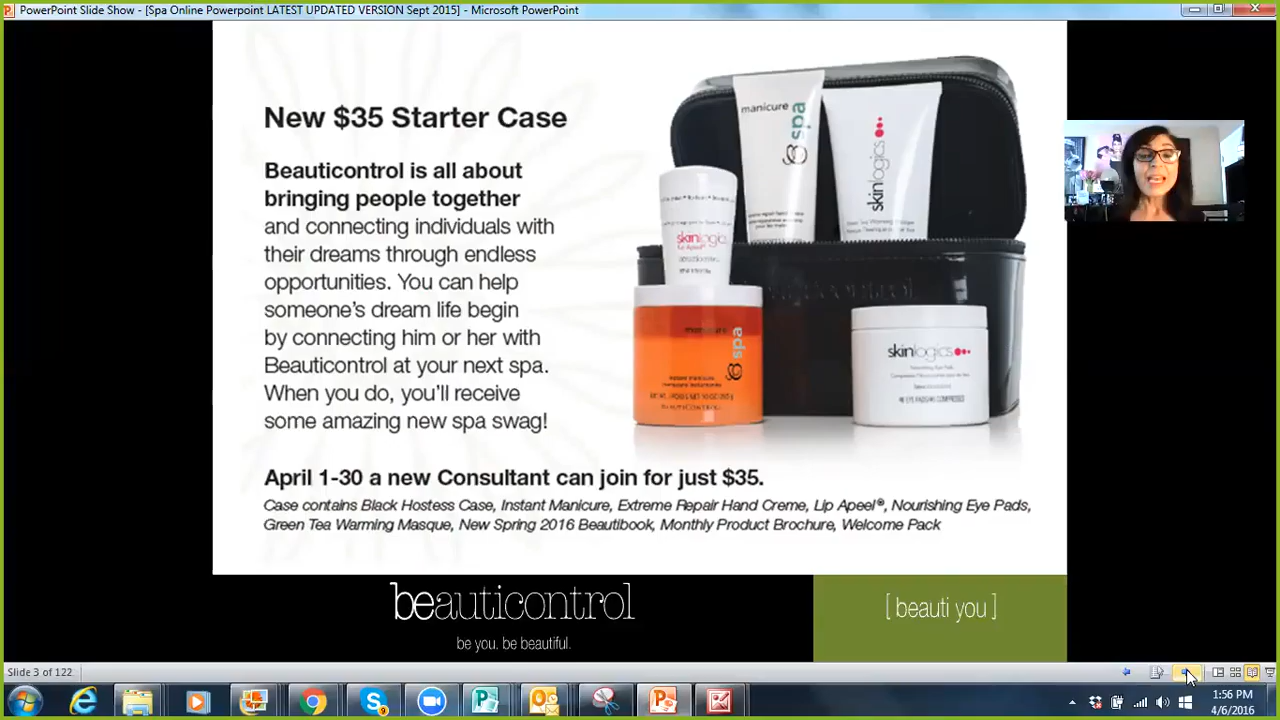 PowerPoint Slide Show - [Spa Online Powerpoint LATEST UPDATED VERSION Sept 2015] - Microsoft PowerPoint
New $35 Starter Case
Beauticontrol is all about
bringing people together
and connecting individuals with
their dreams through endless
opportunities. You can help
someone's dream life begin
by connecting him or her with
Beauticontrol at your next spa.
When you do, you'll receive
some amazing new spa swag!
manicure
spa
skinlogics
skinlogics
spa
skinlogics
April 1-30 a new Consultant can join for just $35.
Case contains Black Hostess Case, Instant Manicure, Extreme Repair Hand Creme, Lip Apeel®, Nourishing Eye Pads,
Green Tea Warming Masque, New Spring 2016 Beautibook, Monthly Product Brochure, Welcome Pack
beauticontrol
be you. be beautiful.
[ beauti you ]
Slide 3 of 122
1:56 PM
4/6/2016